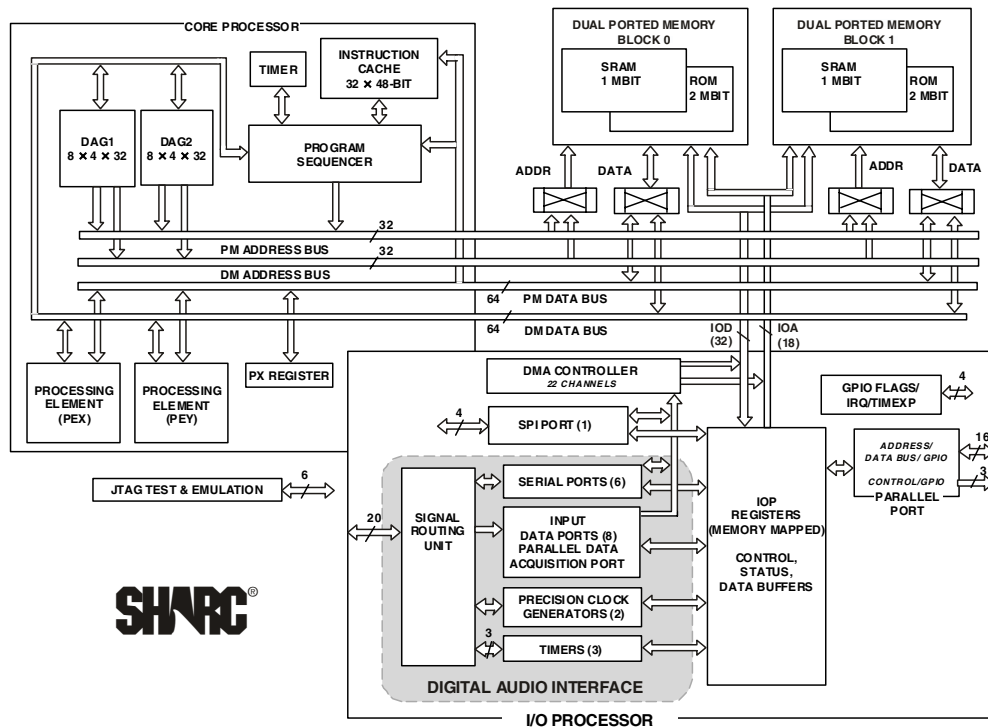 CORE PROCESSOR
TIMER
INSTRUCTION
CACHE
32 × 48-BIT
DAG1
8 × 4 × 32
DAG2
8 × 4 × 32
PROGRAM
SEQUENCER
DUAL PORTED MEMORY
BLOCK 0
SRAM
1 MBIT
ROM
2 MBIT
DUAL PORTED MEMORY
BLOCK 1
SRAM
1 MBIT
ROM
2 MBIT
ADDR
DATA
ADDR
DATA
32
PM ADDRESS BUS
32
DM ADDRESS BUS
64
PM DATA BUS
64
DM DATA BUS
IOD
(32)
IOA
(18)
PROCESSING
ELEMENT
(PEX)
PROCESSING
ELEMENT
(PEY)
PX REGISTER
DMA CONTROLLER
22 CHANNELS
GPIO FLAGS/
IRQ/TIMEXP
4
4
SPI PORT (1)
ADDRESS/
DATA BUS/ GPIO
CONTROL/GPIO
PARALLEL
PORT
16
3
JTAG TEST & EMULATION
6
20
SIGNAL
ROUTING
UNIT
SERIAL PORTS (6)
INPUT
DATA PORTS (8)
PARALLEL DATA
ACQUISITION PORT
PRECISION CLOCK
GENERATORS (2)
3
TIMERS (3)
DIGITAL AUDIO INTERFACE
IOP
REGISTERS
(MEMORY MAPPED)
CONTROL,
STATUS,
DATA BUFFERS
SHARC®
I/O PROCESSOR